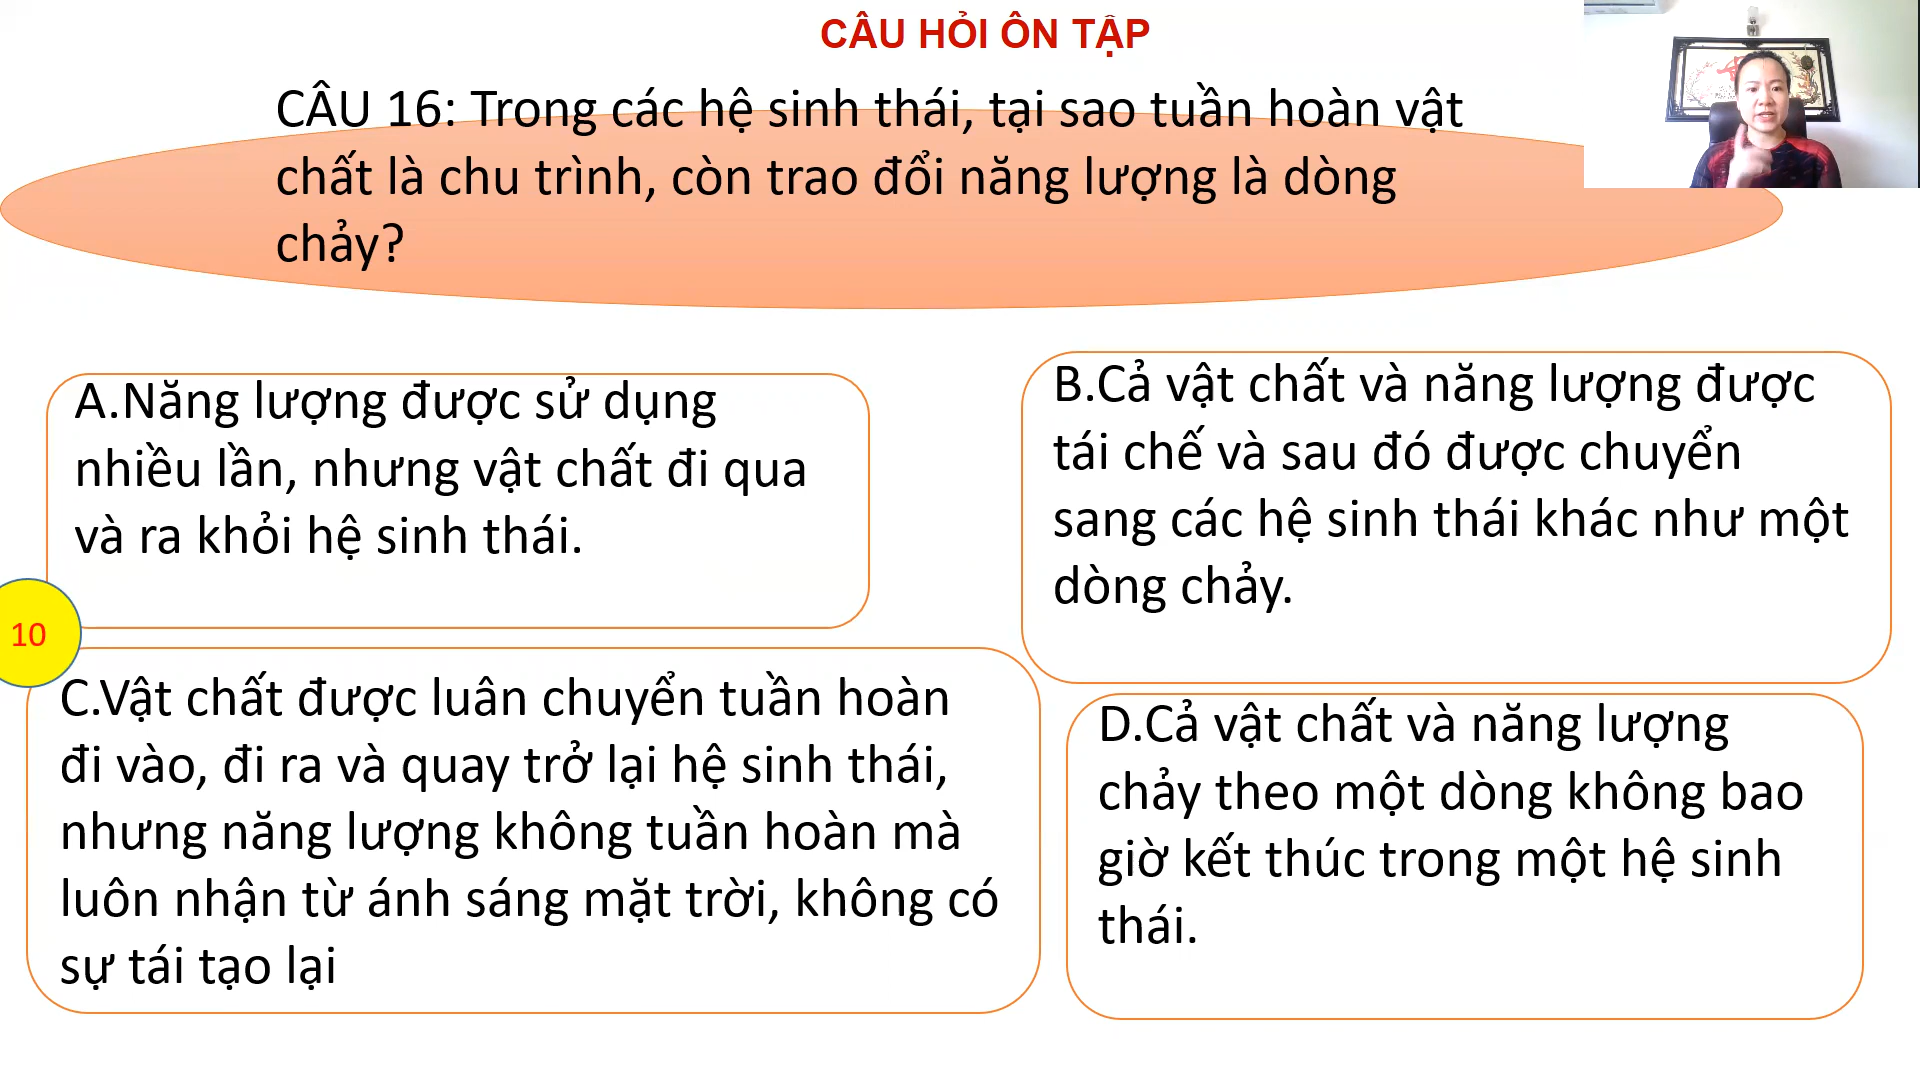 CÂU HỎI ÔN TẬP
CÂU 16: Trong các hệ sinh thái, tại sao tuần hoàn vật
chất là chu trình, còn trao đổi năng lượng là dòng
chảy?
A.Năng lượng được sử dụng
nhiều lần, nhưng vật chất đi qua
và ra khỏi hệ sinh thái.
B.Cả vật chất và năng lượng được
tái chế và sau đó được chuyển
sang các hệ sinh thái khác như một
dòng chảy.
10
C.Vật chất được luân chuyển tuần hoàn
đi vào, đi ra và quay trở lại hệ sinh thái,
nhưng năng lượng không tuần hoàn mà
luôn nhận từ ánh sáng mặt trời, không có
sự tái tạo lại
D.Cả vật chất và năng lượng
chảy theo một dòng không bao
giờ kết thúc trong một hệ sinh
thái.